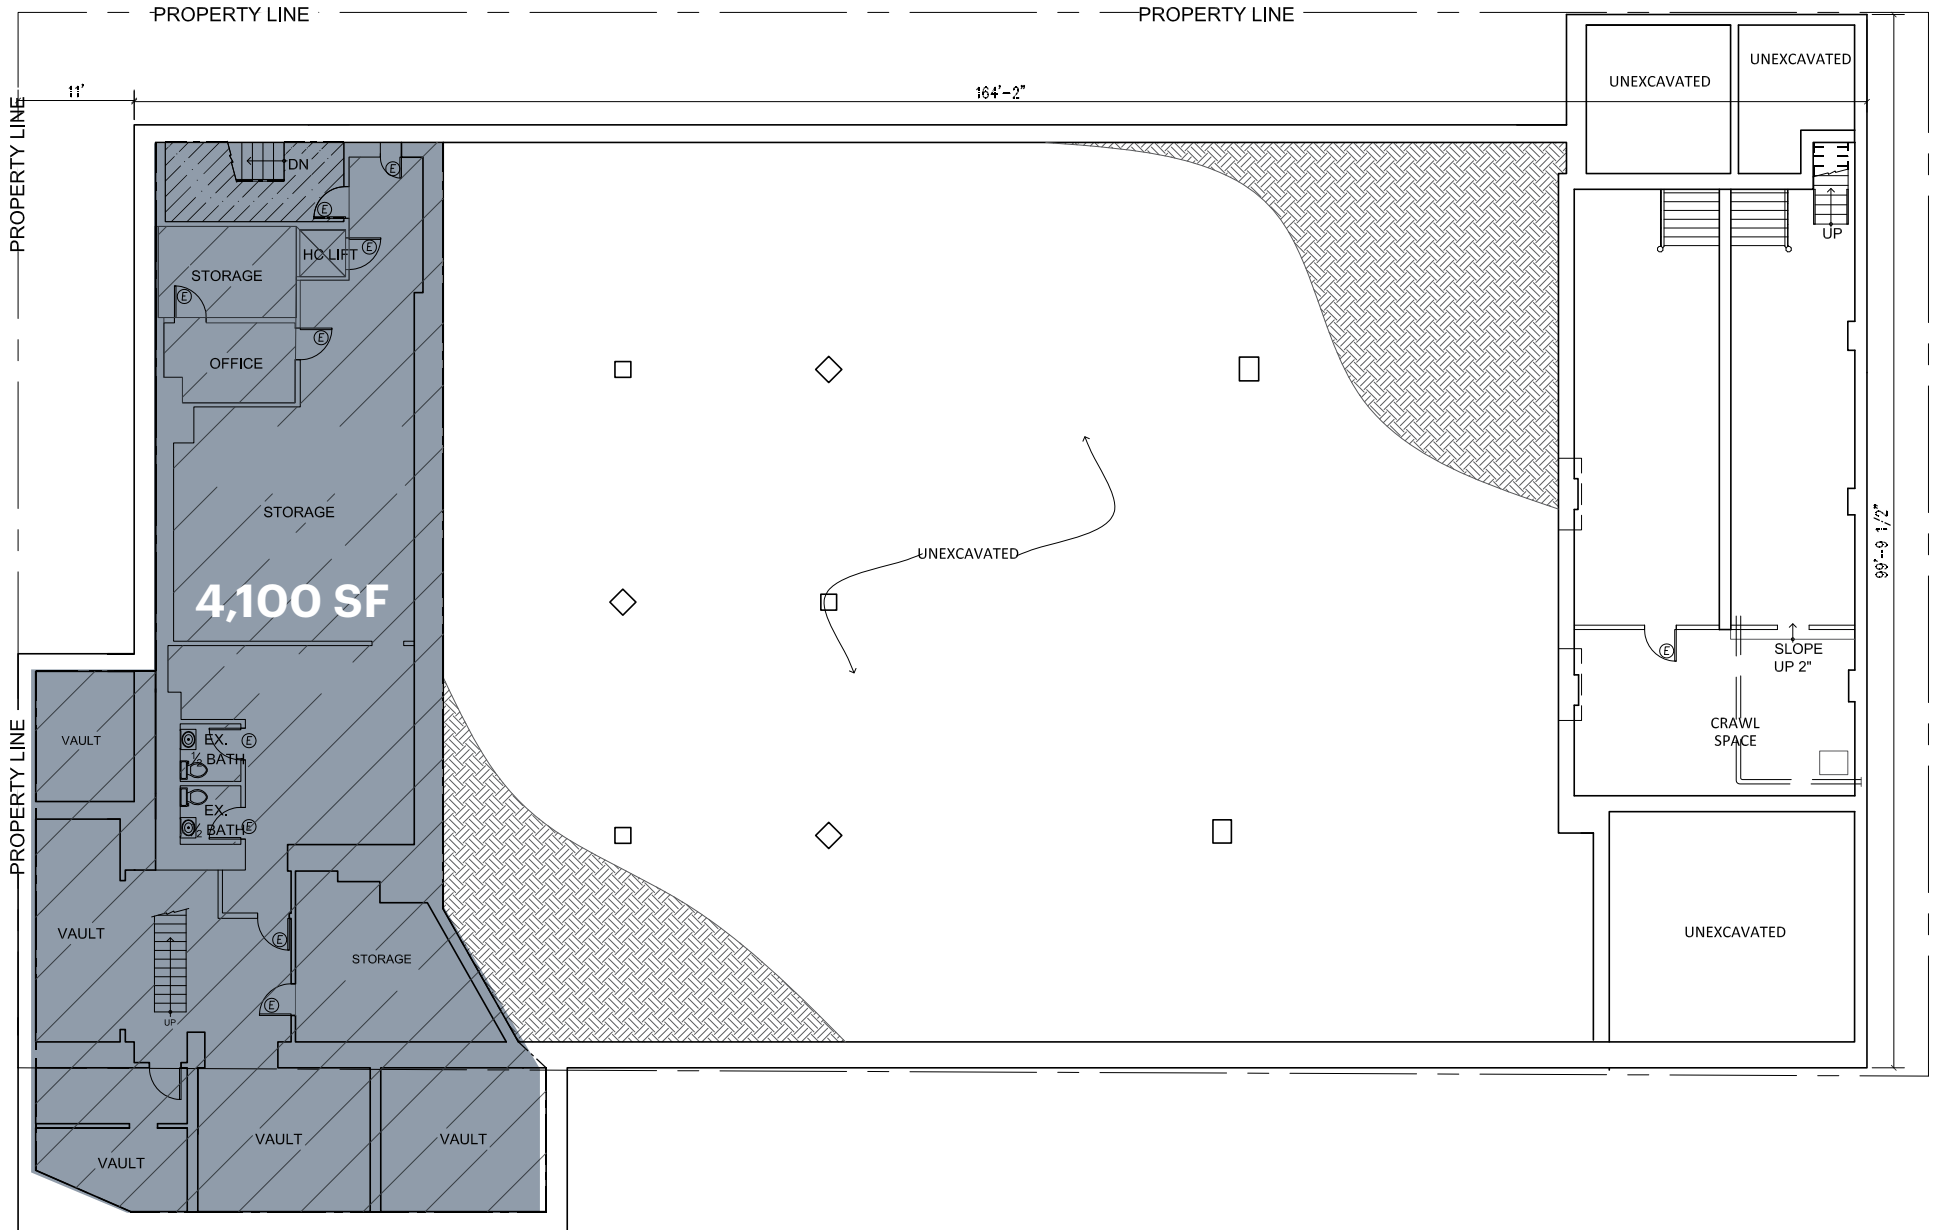 PROPERTY LINE
PROPERTY LINE
UNEXCAVATED
UNEXCAVATED
11'
164'-2"
PROPERTY LINE
DN
E
E
UP
HC LIFT
E
STORAGE
E
E
OFFICE
STORAGE
99'-9 1/2"
UNEXCAVATED
4,100 SF
E
SLOPE
UP 2"
PROPERTY LINE
VAULT
EX.
½ BATH
E
CRAWL
SPACE
EX.
½ BATH
E
VAULT
E
STORAGE
UNEXCAVATED
E
UP
VAULT
VAULT
VAULT